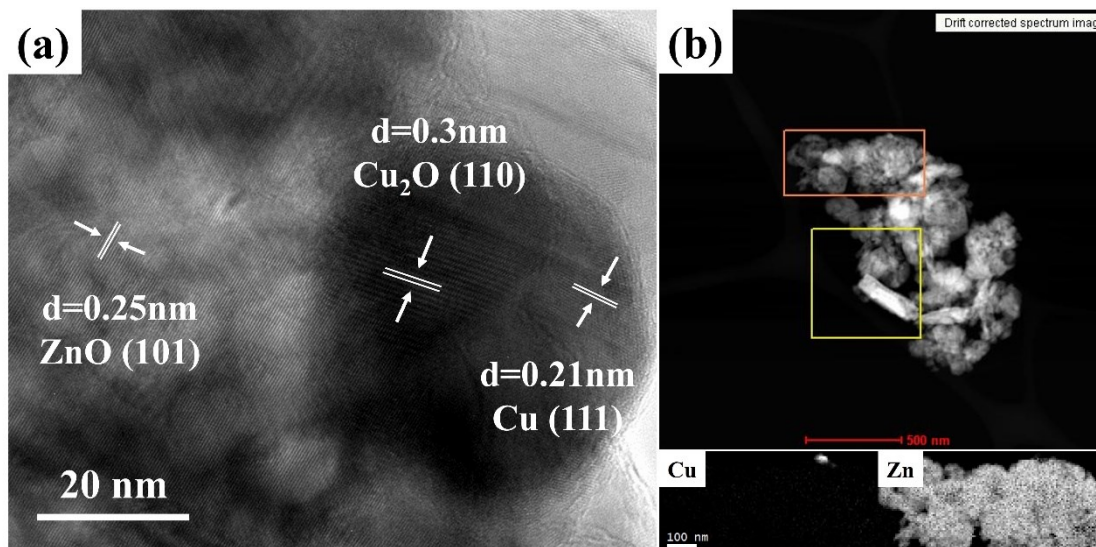 (a)
d=0.3nm
Cu₂O (110)
d=0.25nm
ZnO (101)
d=0.21nm
Cu (111)
20 nm
(b)
Drift corrected spectrum imag
500 nm
Cu
Zn
100 nm